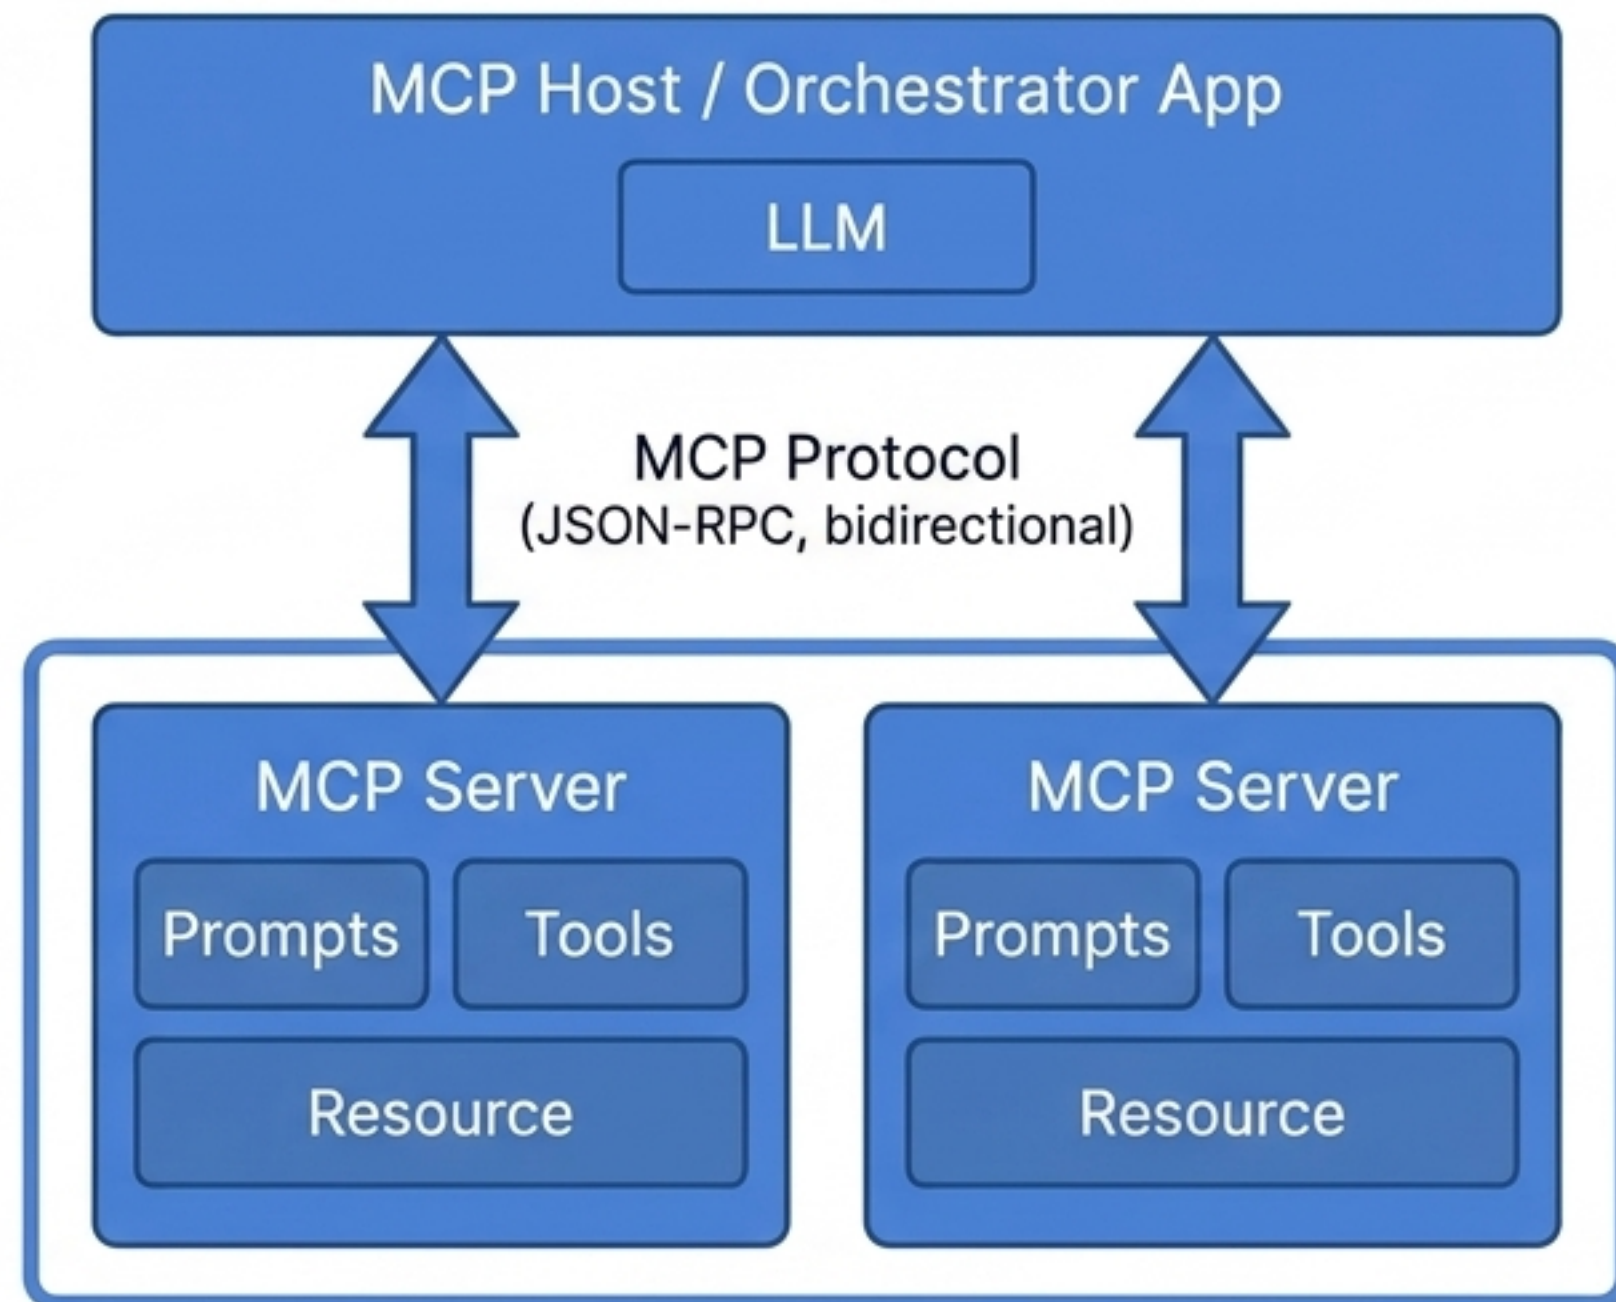 MCP Host / Orchestrator App
LLM
MCP Protocol
(JSON-RPC, bidirectional)
MCP Server
Prompts
Tools
Resource
MCP Server
Prompts
Tools
Resource